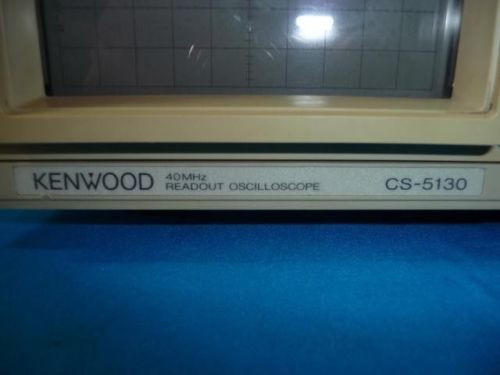 KENWOOD
40MHz
READOUT OSCILLOSCOPE
CS-5130